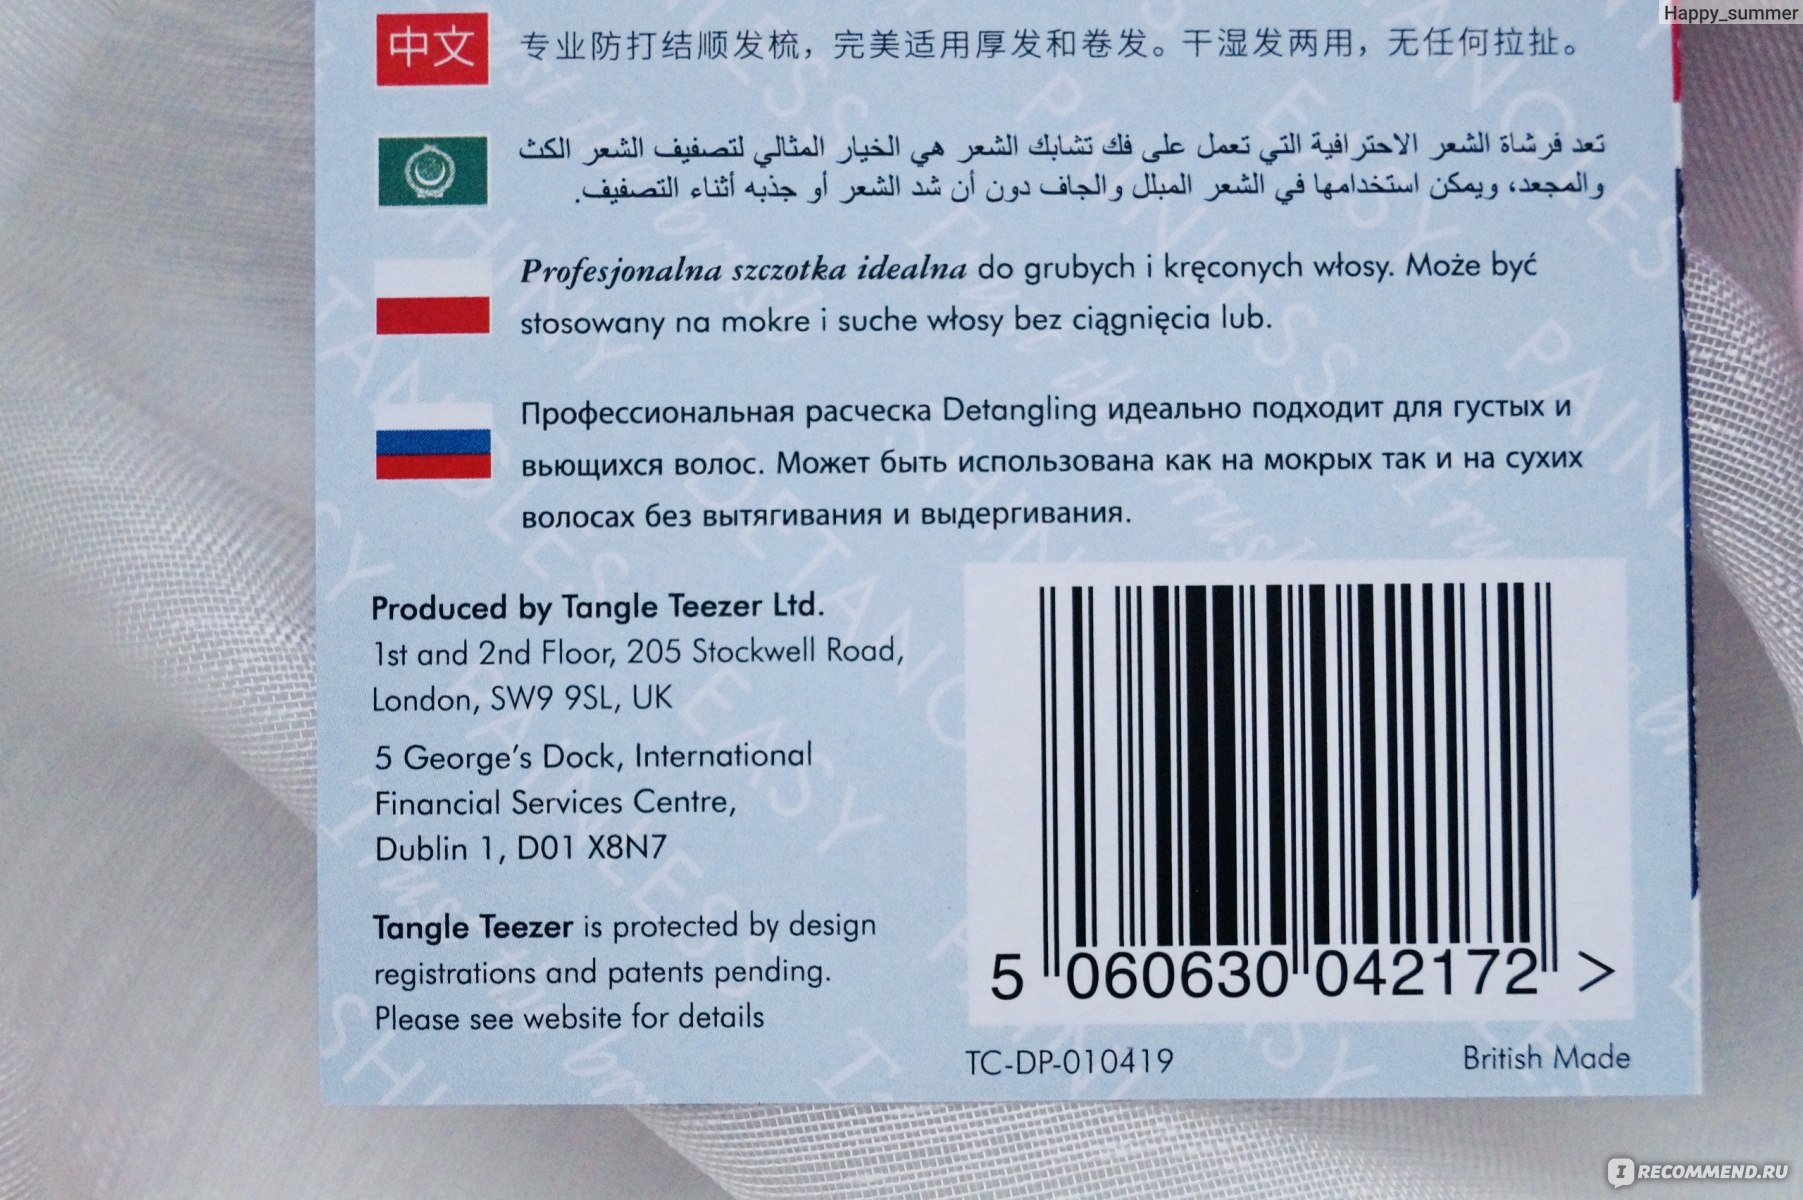 Happy_summer
中文
专业防打结顺发梳，完美适用厚发和卷发。干湿发两用，无任何拉扯。
تعد فرشاة الشعر الاحترافية التي تعمل على فك تشابك الشعر هي الخيار المثالي لتصفيف الشعر الكث
والمجعد، ويمكن استخدامها في الشعر المبلل والجاف دون أن شد الشعر أو جذبه أثناء التصفيف.
Profesjonalna szczotka idealna do grubych i kręconych włosy. Może być
stosowany na mokre i suche włosy bez ciągnięcia lub.
Профессиональная расческа Detangling идеально подходит для густых и
вьющихся волос. Может быть использована как на мокрых так и на сухих
волосах без вытягивания и выдергивания.
Produced by Tangle Teezer Ltd.
1st and 2nd Floor, 205 Stockwell Road,
London, SW9 9SL, UK
5 George's Dock, International
Financial Services Centre,
Dublin 1, D01 X8N7
Tangle Teezer is protected by design
registrations and patents pending.
Please see website for details
5 060630 042172 >
TC-DP-010419
British Made
IRECOMMEND.RU